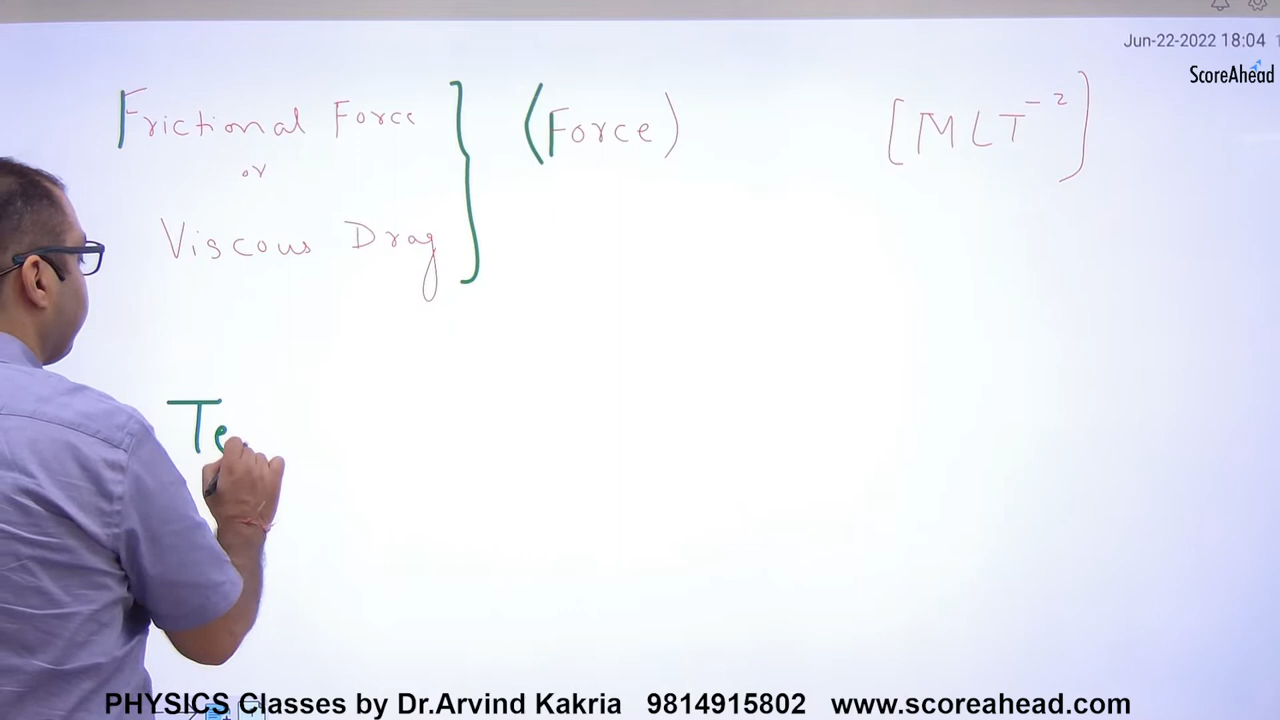 Jun-22-2022 18:04
ScoreAhead
Frictional Force
or
Viscous Drag
(Force)
[MLT⁻²]
Te
PHYSICS Classes by Dr.Arvind Kakria 9814915802 www.scoreahead.com